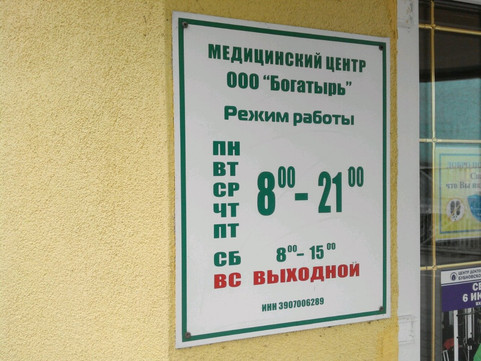 МЕДИЦИНСКИЙ ЦЕНТР
ООО "Богатырь"
Режим работы
ПН
ВТ
СР
ЧТ
ПТ
8⁰⁰ – 21⁰⁰
СБ 8⁰⁰ – 15⁰⁰
ВС ВЫХОДНОЙ
ИНН 3907006289